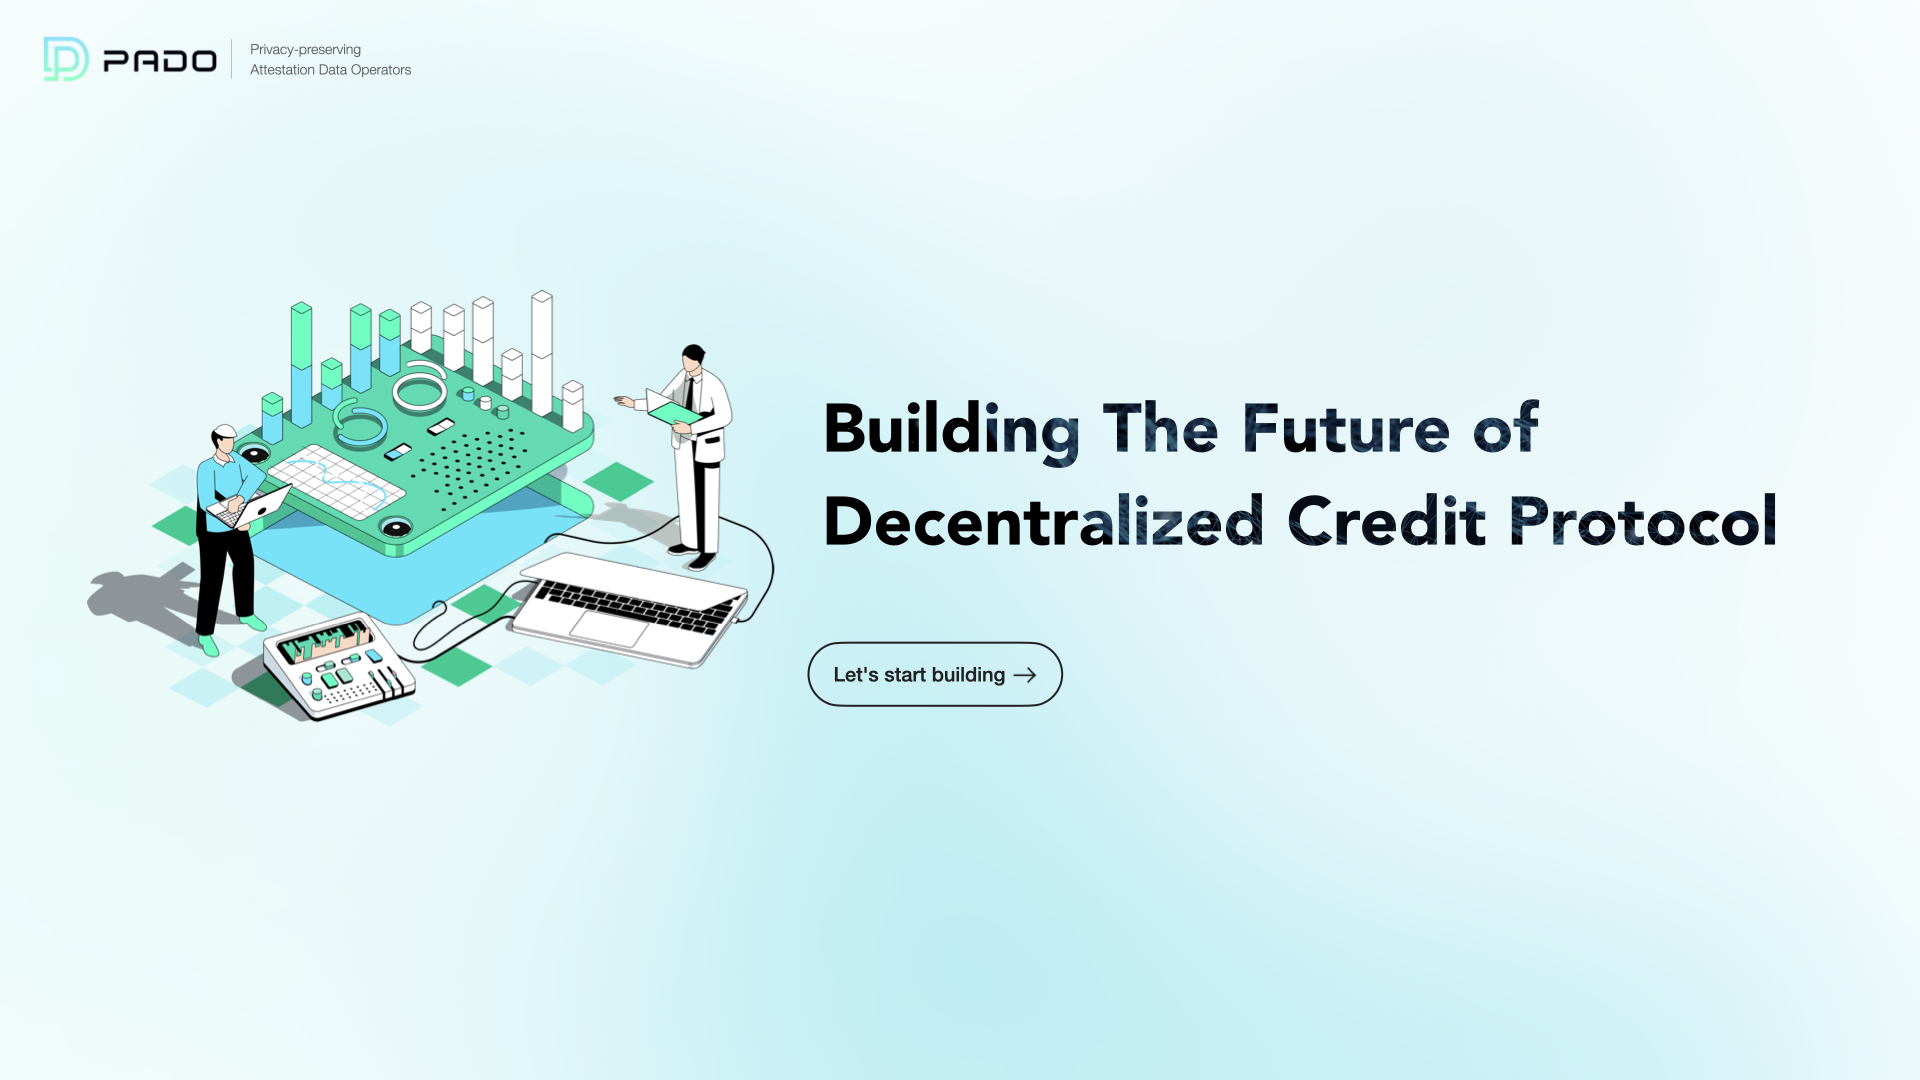 PADO
Privacy-preserving
Attestation Data Operators
Building The Future of
Decentralized Credit Protocol
Let's start building